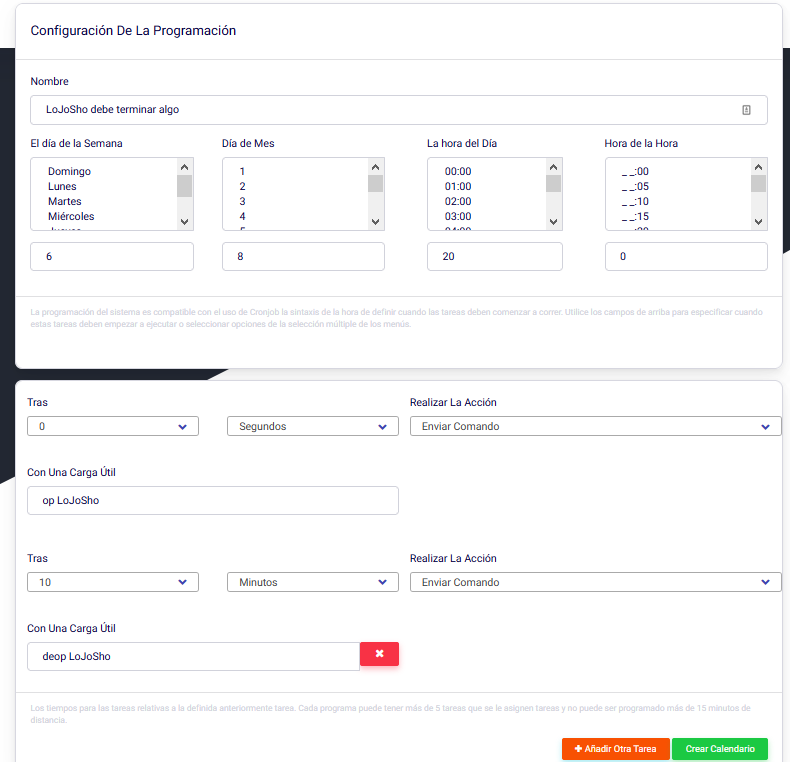 Configuración De La Programación
Nombre
LoJoSho debe terminar algo
El día de la Semana
Día de Mes
La hora del Día
Hora de la Hora
Domingo
Lunes
Martes
Miércoles
Jueves
1
2
3
4
5
00:00
01:00
02:00
03:00
04:00
_ _:00
_ _:05
_ _:10
_ _:15
_ _:20
6
8
20
0
La programación del sistema es compatible con el uso de Cronjob la sintaxis de la hora de definir cuando las tareas deben comenzar a correr. Utilice los campos de arriba para especificar cuando
estas tareas deben empezar a ejecutar o seleccionar opciones de la selección múltiple de los menús.
Tras
Realizar La Acción
0
Segundos
Enviar Comando
Con Una Carga Útil
op LoJoSho
Tras
Realizar La Acción
10
Minutos
Enviar Comando
Con Una Carga Útil
deop LoJoSho
Los tiempos para las tareas relativas a la definida anteriormente tarea. Cada programa puede tener más de 5 tareas que se le asignen tareas y no puede ser programado más de 15 minutos de
distancia.
Añadir Otra Tarea
Crear Calendario